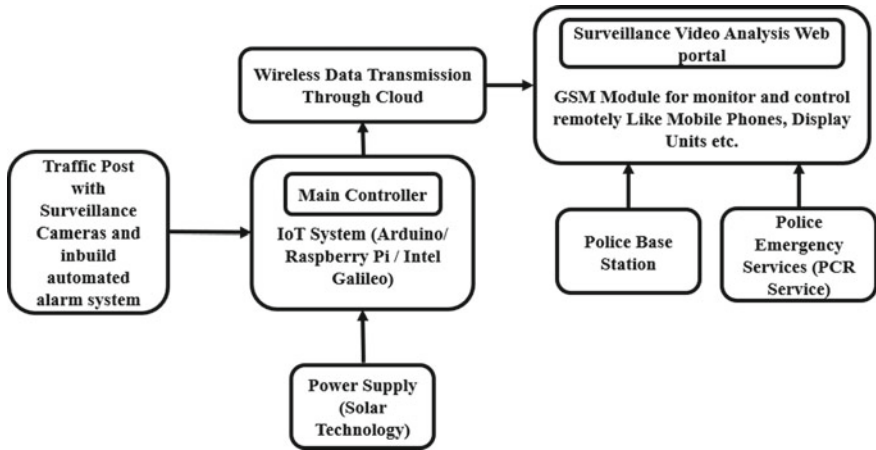 Surveillance Video Analysis Web
portal
GSM Module for monitor and control
remotely Like Mobile Phones, Display
Units etc.
Wireless Data Transmission
Through Cloud
Traffic Post
with
Surveillance
Cameras and
inbuild
automated
alarm system
Main Controller
IoT System (Arduino/
Raspberry Pi / Intel
Galileo)
Police Base
Station
Police
Emergency
Services (PCR
Service)
Power Supply
(Solar
Technology)